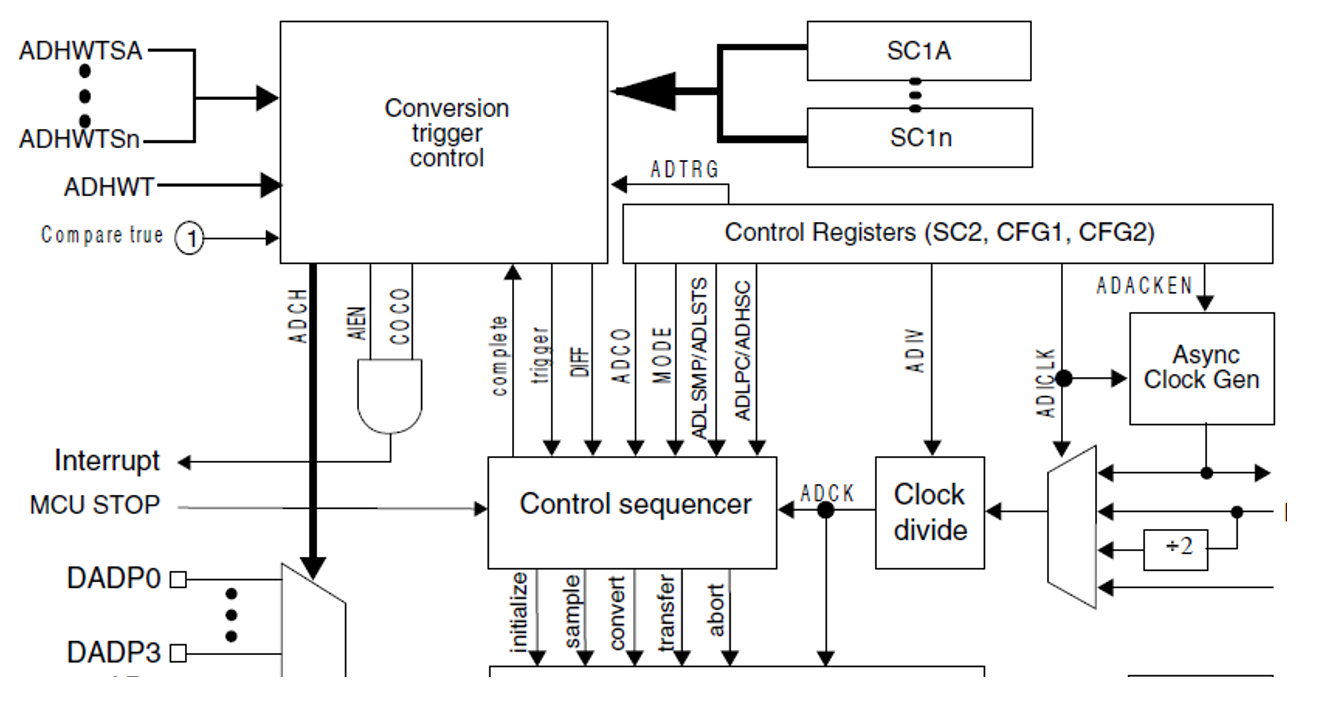 ADHWTSA
ADHWTSn
ADHWT
Compare true 1
Conversion
trigger
control
SC1A
SC1n
ADTRG
Control Registers (SC2, CFG1, CFG2)
ADCH
AIEN
COCO
complete
trigger
DIFF
ADCO
MODE
ADLSMP/ADLSTS
ADLPC/ADHSC
ADIV
ADICLK
ADACKEN
Async
Clock Gen
Interrupt
MCU STOP
Control sequencer
ADCK
Clock
divide
÷2
initialize
sample
convert
transfer
abort
DADP0
DADP3